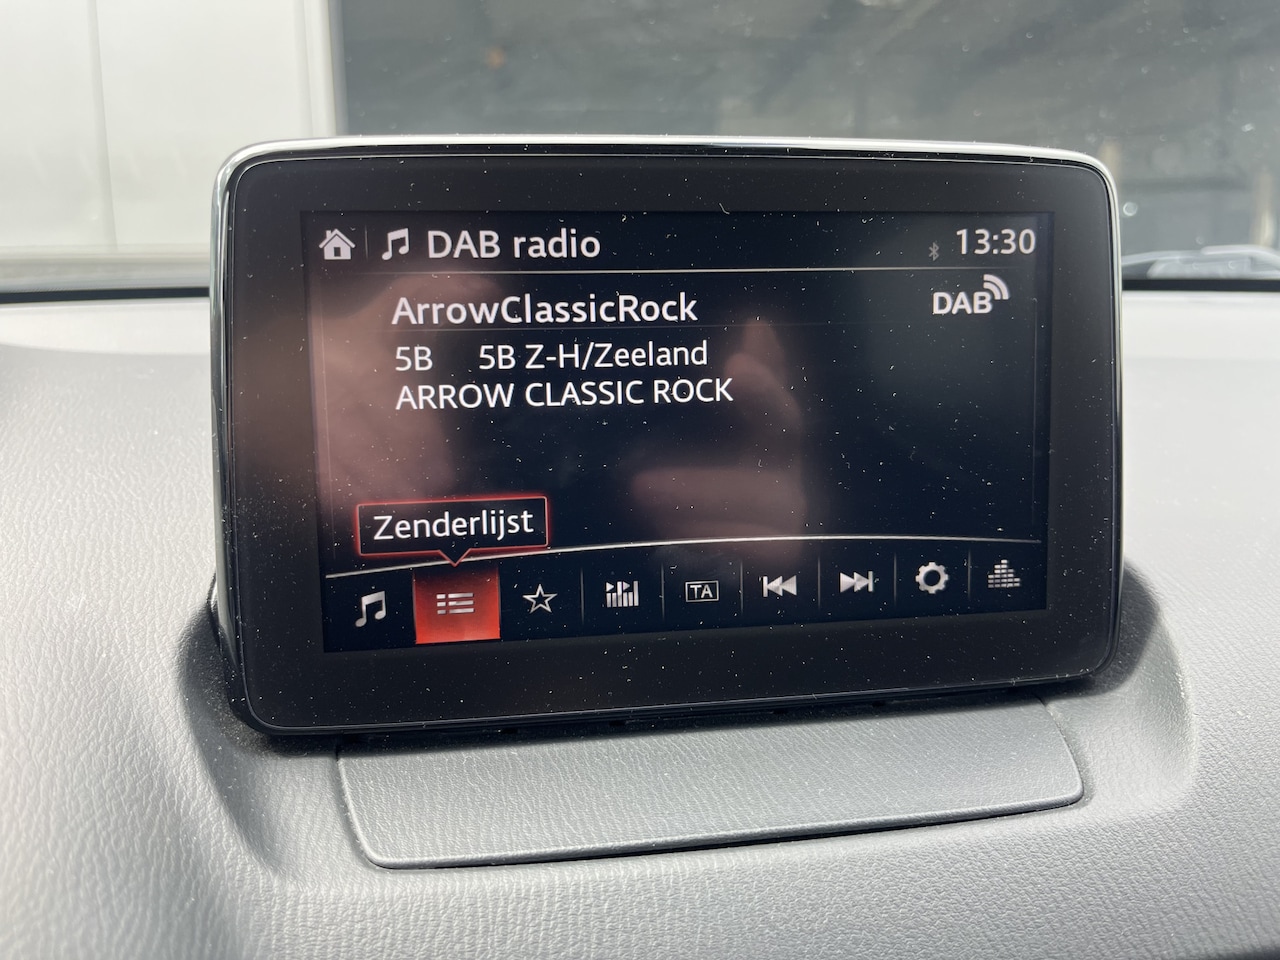 DAB radio 13:30
ArrowClassicRock DAB
5B 5B Z-H/Zeeland
ARROW CLASSIC ROCK
Zenderlijst
TA